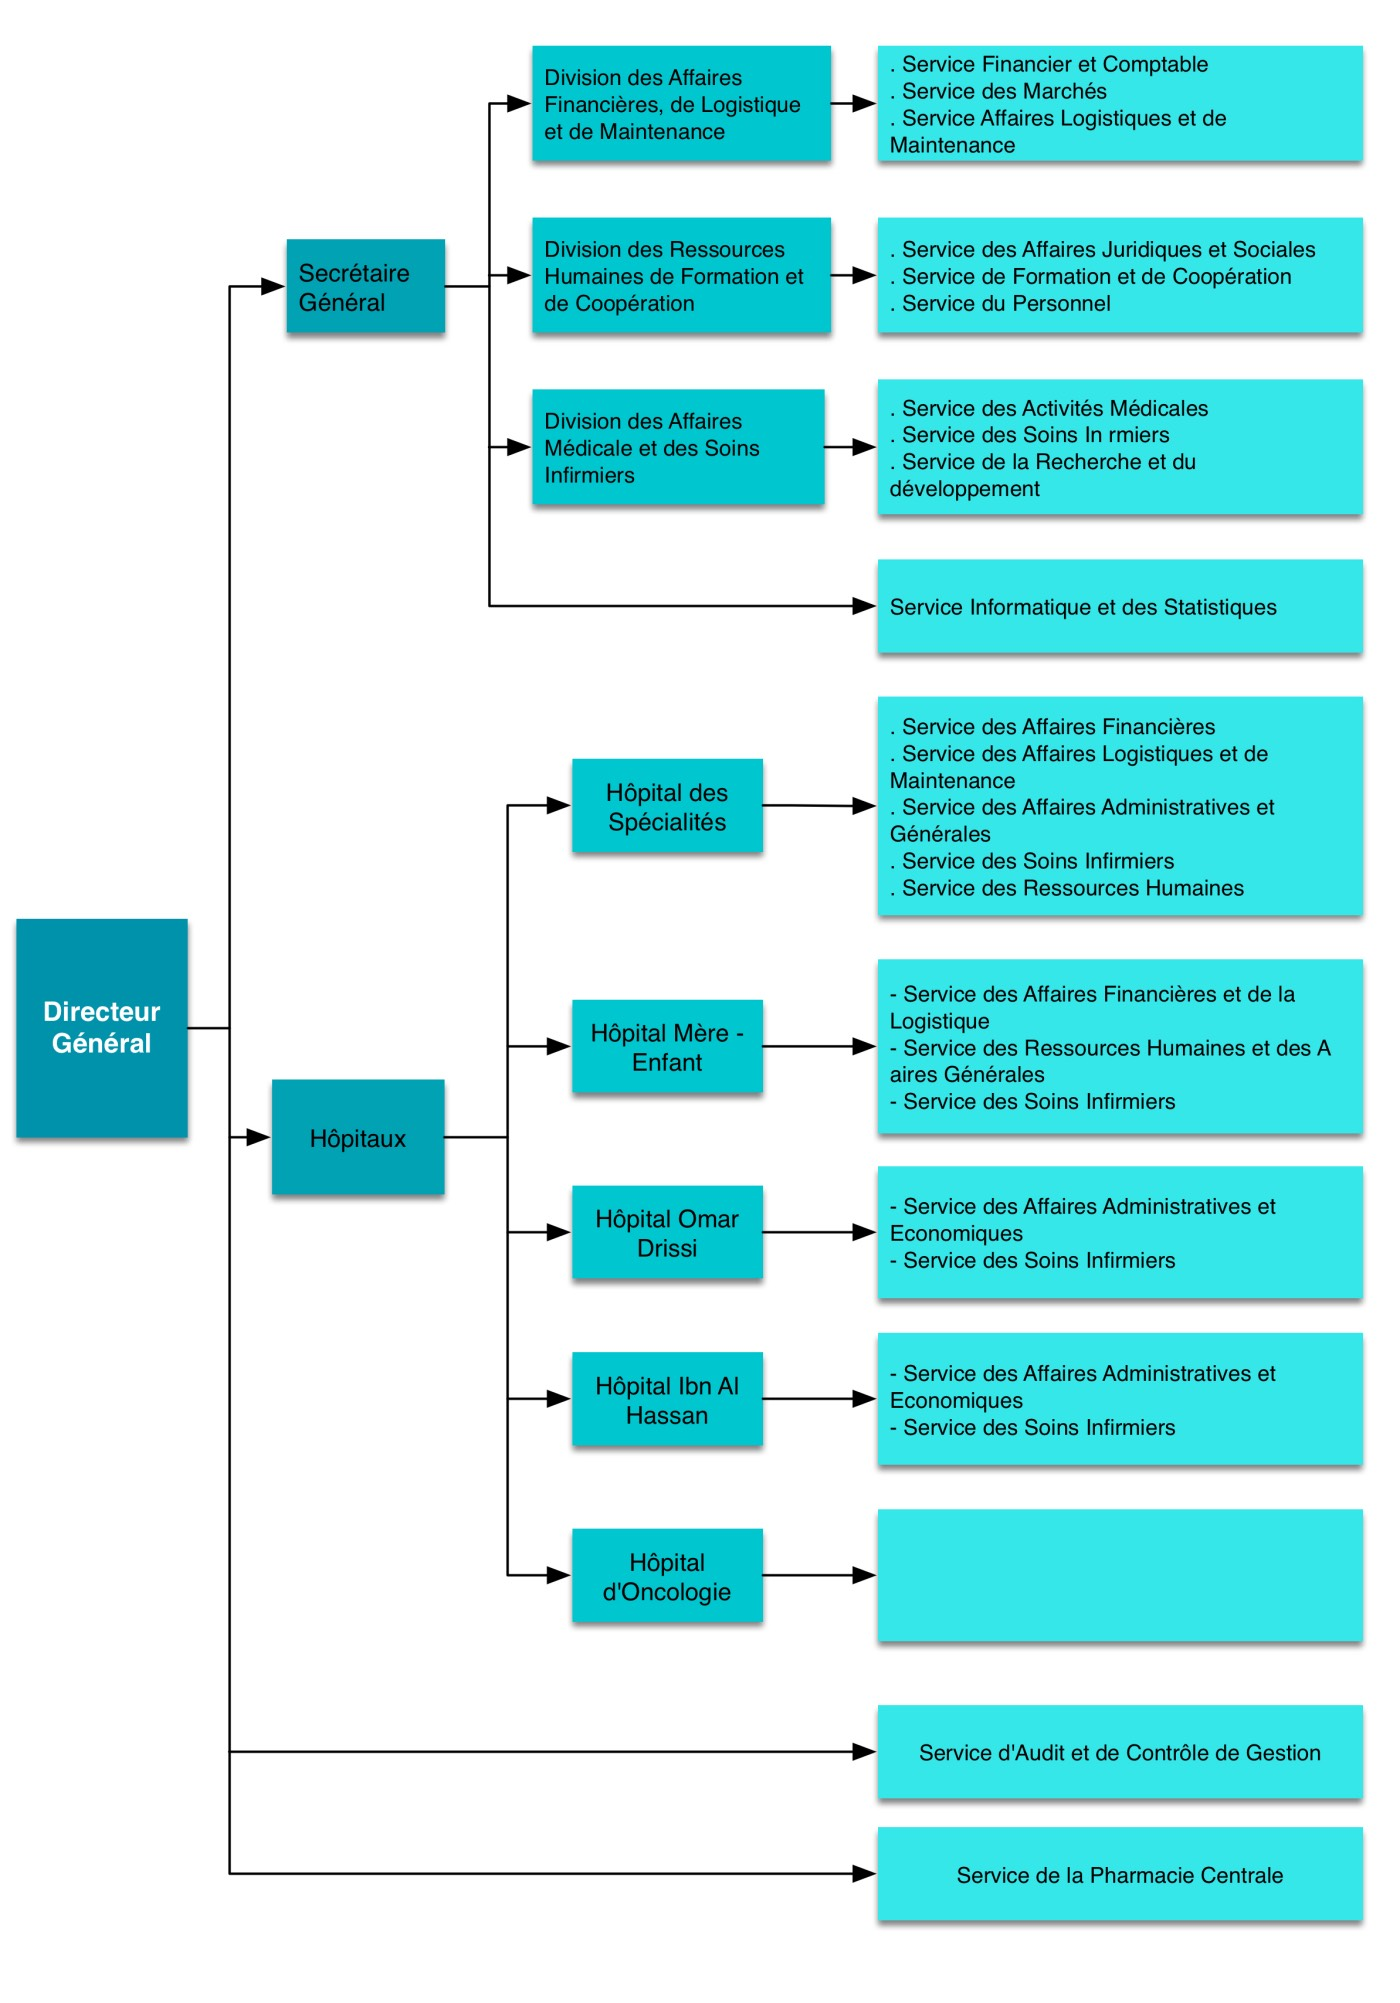 Division des Affaires
Financières, de Logistique
et de Maintenance
. Service Financier et Comptable
. Service des Marchés
. Service Affaires Logistiques et de
Maintenance
Secrétaire
Général
Division des Ressources
Humaines de Formation et
de Coopération
. Service des Affaires Juridiques et Sociales
. Service de Formation et de Coopération
. Service du Personnel
Division des Affaires
Médicale et des Soins
Infirmiers
. Service des Activités Médicales
. Service des Soins In rmiers
. Service de la Recherche et du
développement
Service Informatique et des Statistiques
Directeur
Général
Hôpitaux
Hôpital des
Spécialités
. Service des Affaires Financières
. Service des Affaires Logistiques et de
Maintenance
. Service des Affaires Administratives et
Générales
. Service des Soins Infirmiers
. Service des Ressources Humaines
Hôpital Mère -
Enfant
- Service des Affaires Financières et de la
Logistique
- Service des Ressources Humaines et des A
aires Générales
- Service des Soins Infirmiers
Hôpital Omar
Drissi
- Service des Affaires Administratives et
Economiques
- Service des Soins Infirmiers
Hôpital Ibn Al
Hassan
- Service des Affaires Administratives et
Economiques
- Service des Soins Infirmiers
Hôpital
d'Oncologie
Service d'Audit et de Contrôle de Gestion
Service de la Pharmacie Centrale